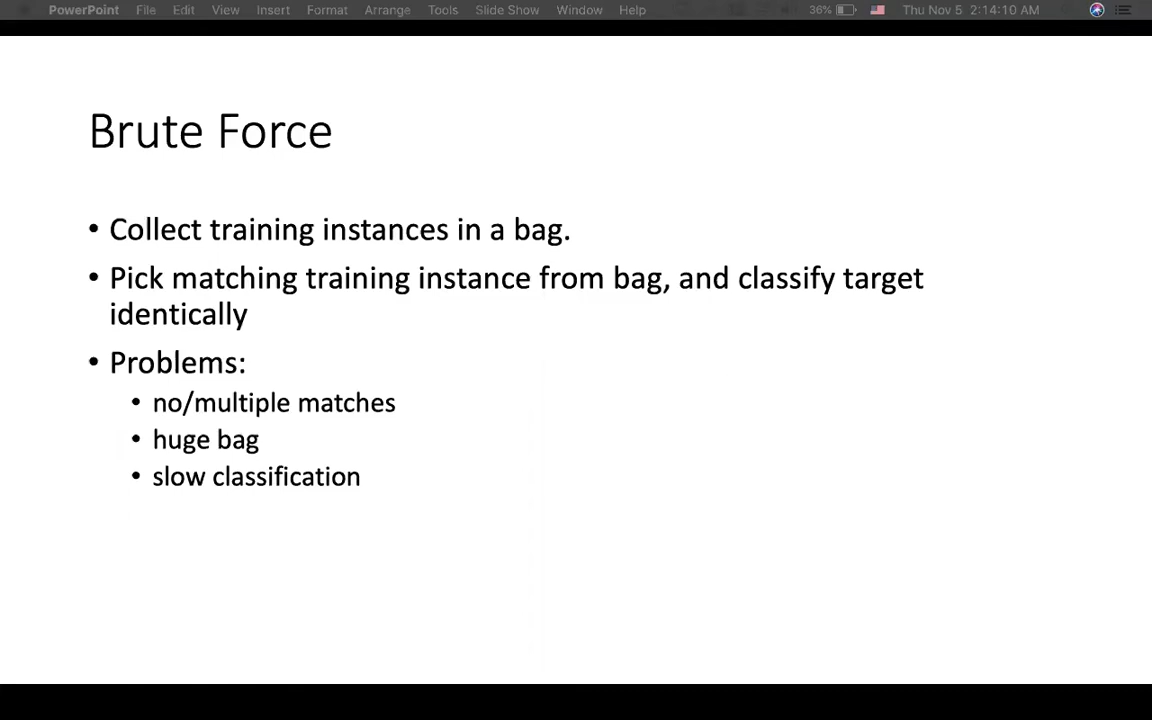 PowerPoint File Edit View Insert Format Arrange Tools Slide Show Window Help 36% Thu Nov 5 2:14:10 AM
Brute Force
• Collect training instances in a bag.
• Pick matching training instance from bag, and classify target
identically
• Problems:
• no/multiple matches
• huge bag
• slow classification